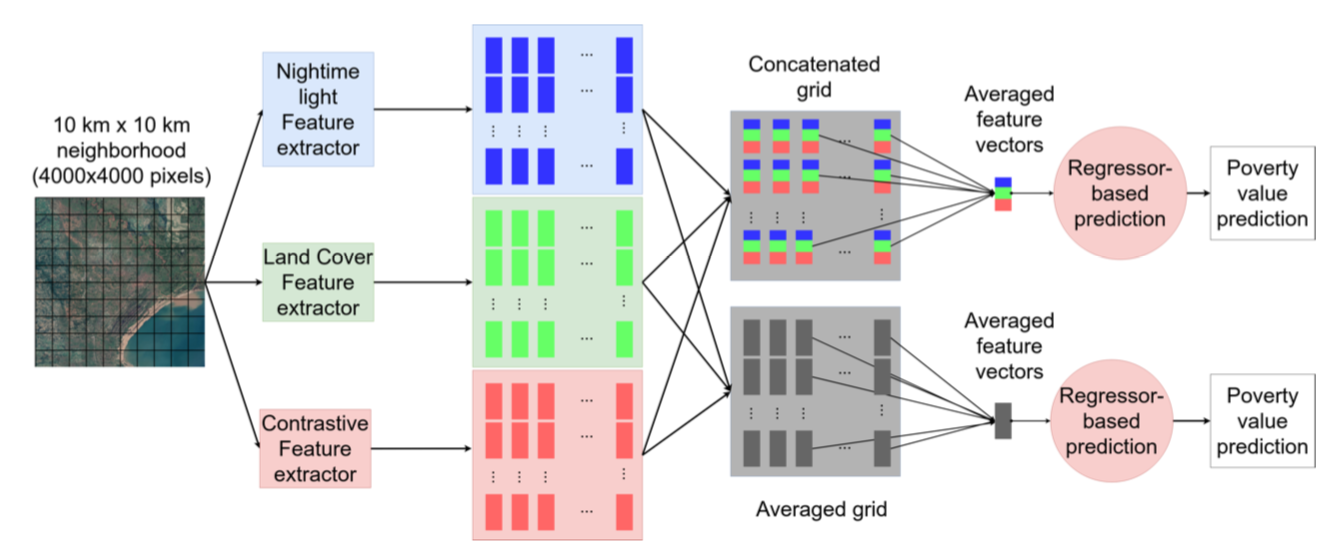 10 km x 10 km
neighborhood
(4000x4000 pixels)
Nightime
light
Feature
extractor
Land Cover
Feature
extractor
Contrastive
Feature
extractor
...
...
...
...
...
...
...
...
...
Concatenated
grid
...
...
...
Averaged
feature
vectors
Regressor-
based
prediction
Poverty
value
prediction
...
...
...
Averaged grid
Averaged
feature
vectors
Regressor-
based
prediction
Poverty
value
prediction